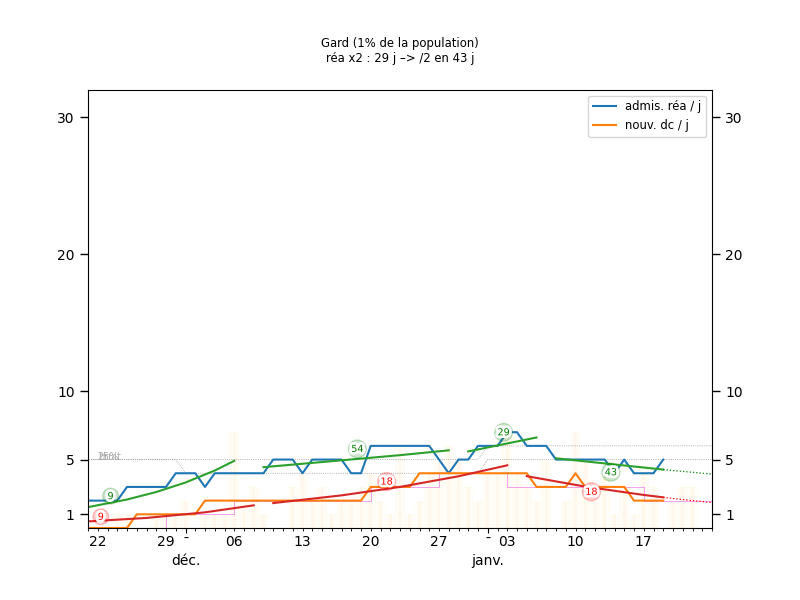 Gard (1% de la population)
réa x2 : 29 j –> /2 en 43 j
admis. réa / j
nouv. dc / j
30 30
20 20
10 10
5 5
1 1
9
9
54
18
29
43
18
22 29 - 06 13 20 27 - 03 10 17
déc. janv.